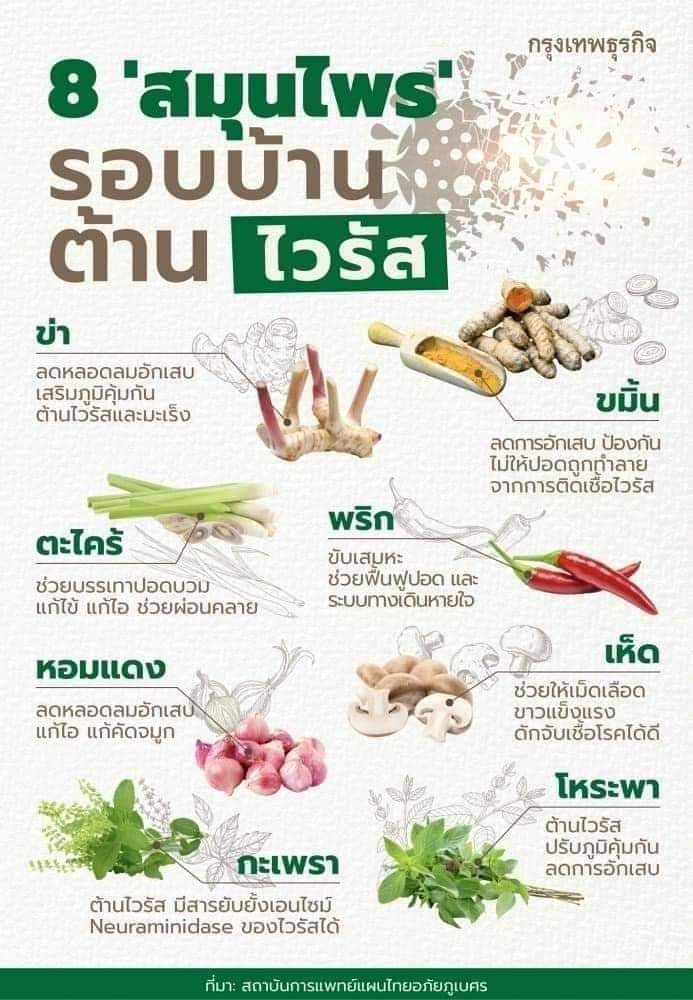 กรุงเทพธุรกิจ
8 'สมุนไพร'
รอบบ้าน
ต้าน ไวรัส
ข่า
ลดหลอดลมอักเสบ
เสริมภูมิคุ้มกัน
ต้านไวรัสและมะเร็ง
ขมิ้น
ลดการอักเสบ ป้องกัน
ไม่ให้ปอดถูกทำลาย
จากการติดเชื้อไวรัส
ตะไคร้
ช่วยบรรเทาปอดบวม
แก้ไข้ แก้ไอ ช่วยผ่อนคลาย
พริก
ขับเสมหะ
ช่วยฟื้นฟูปอด และ
ระบบทางเดินหายใจ
หอมแดง
ลดหลอดลมอักเสบ
แก้ไอ แก้คัดจมูก
เห็ด
ช่วยให้เม็ดเลือด
ขาวแข็งแรง
ดักจับเชื้อโรคได้ดี
กะเพรา
ต้านไวรัส มีสารยับยั้งเอนไซม์
Neuraminidase ของไวรัสได้
โหระพา
ต้านไวรัส
ปรับภูมิคุ้มกัน
ลดการอักเสบ
ที่มา: สถาบันการแพทย์แผนไทยอภัยภูเบศร